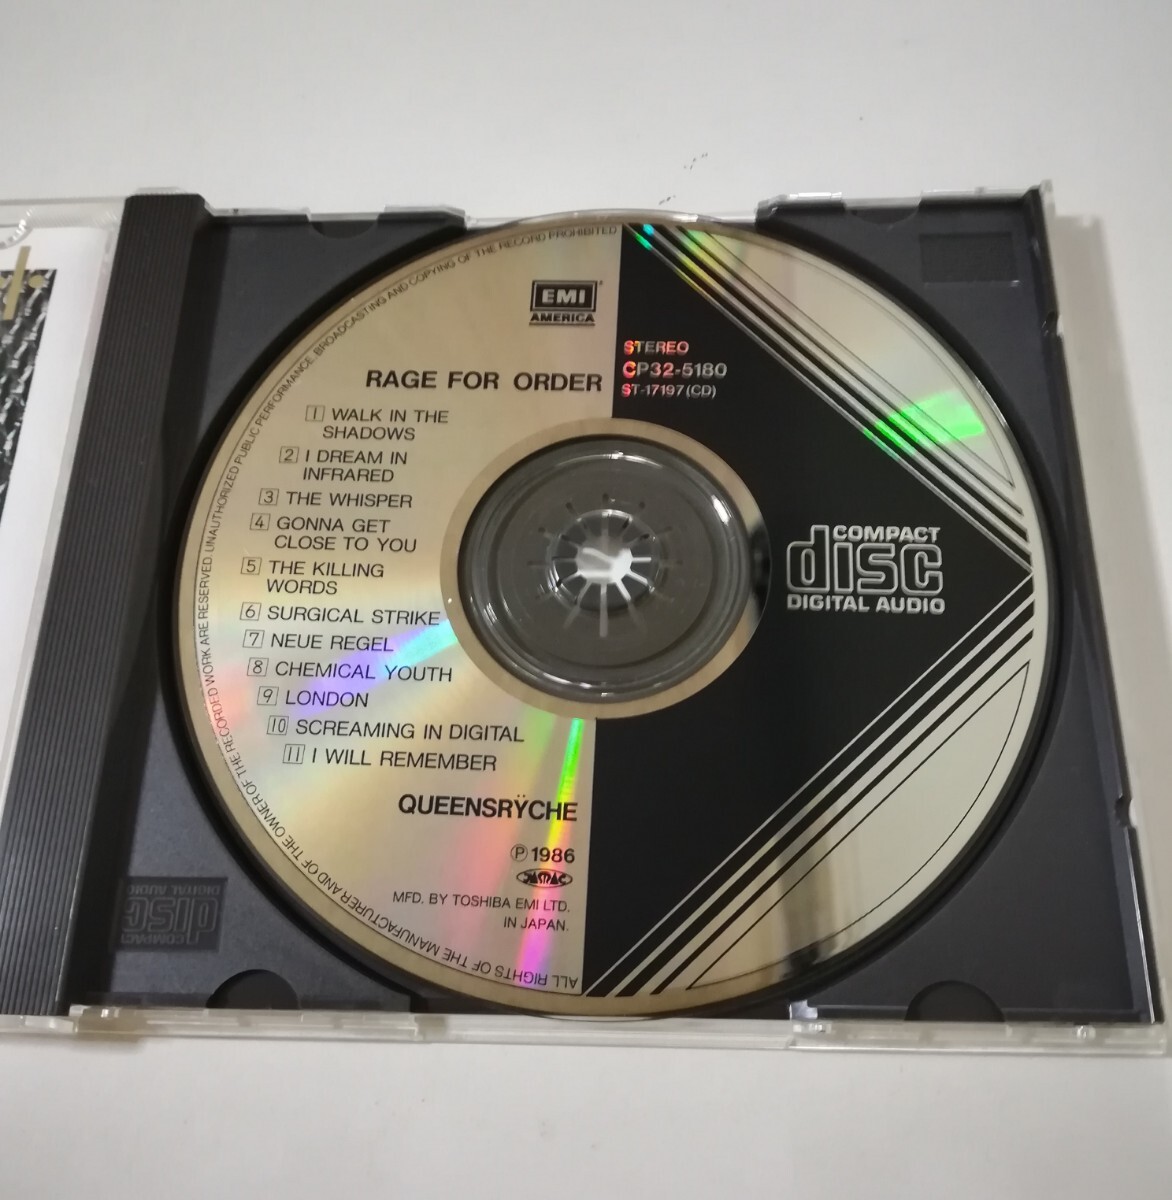 EMI
AMERICA
RAGE FOR ORDER
1 WALK IN THE
SHADOWS
2 I DREAM IN
INFRARED
3 THE WHISPER
4 GONNA GET
CLOSE TO YOU
5 THE KILLING
WORDS
6 SURGICAL STRIKE
7 NEUE REGEL
8 CHEMICAL YOUTH
9 LONDON
10 SCREAMING IN DIGITAL
11 I WILL REMEMBER
QUEENSRŸCHE
Ⓟ 1986
MFD. BY TOSHIBA EMI LTD.
IN JAPAN.
STEREO
CP32-5180
ST-17197 (CD)
COMPACT
disc
DIGITAL AUDIO
ALL RIGHTS OF THE MANUFACTURER AND OF THE OWNER OF THE RECORDED WORK ARE RESERVED. UNAUTHORIZED PUBLIC PERFORMANCE, BROADCASTING AND COPYING OF THE RECORD PROHIBITED
COMPACT
disc
DIGITAL AUDIO